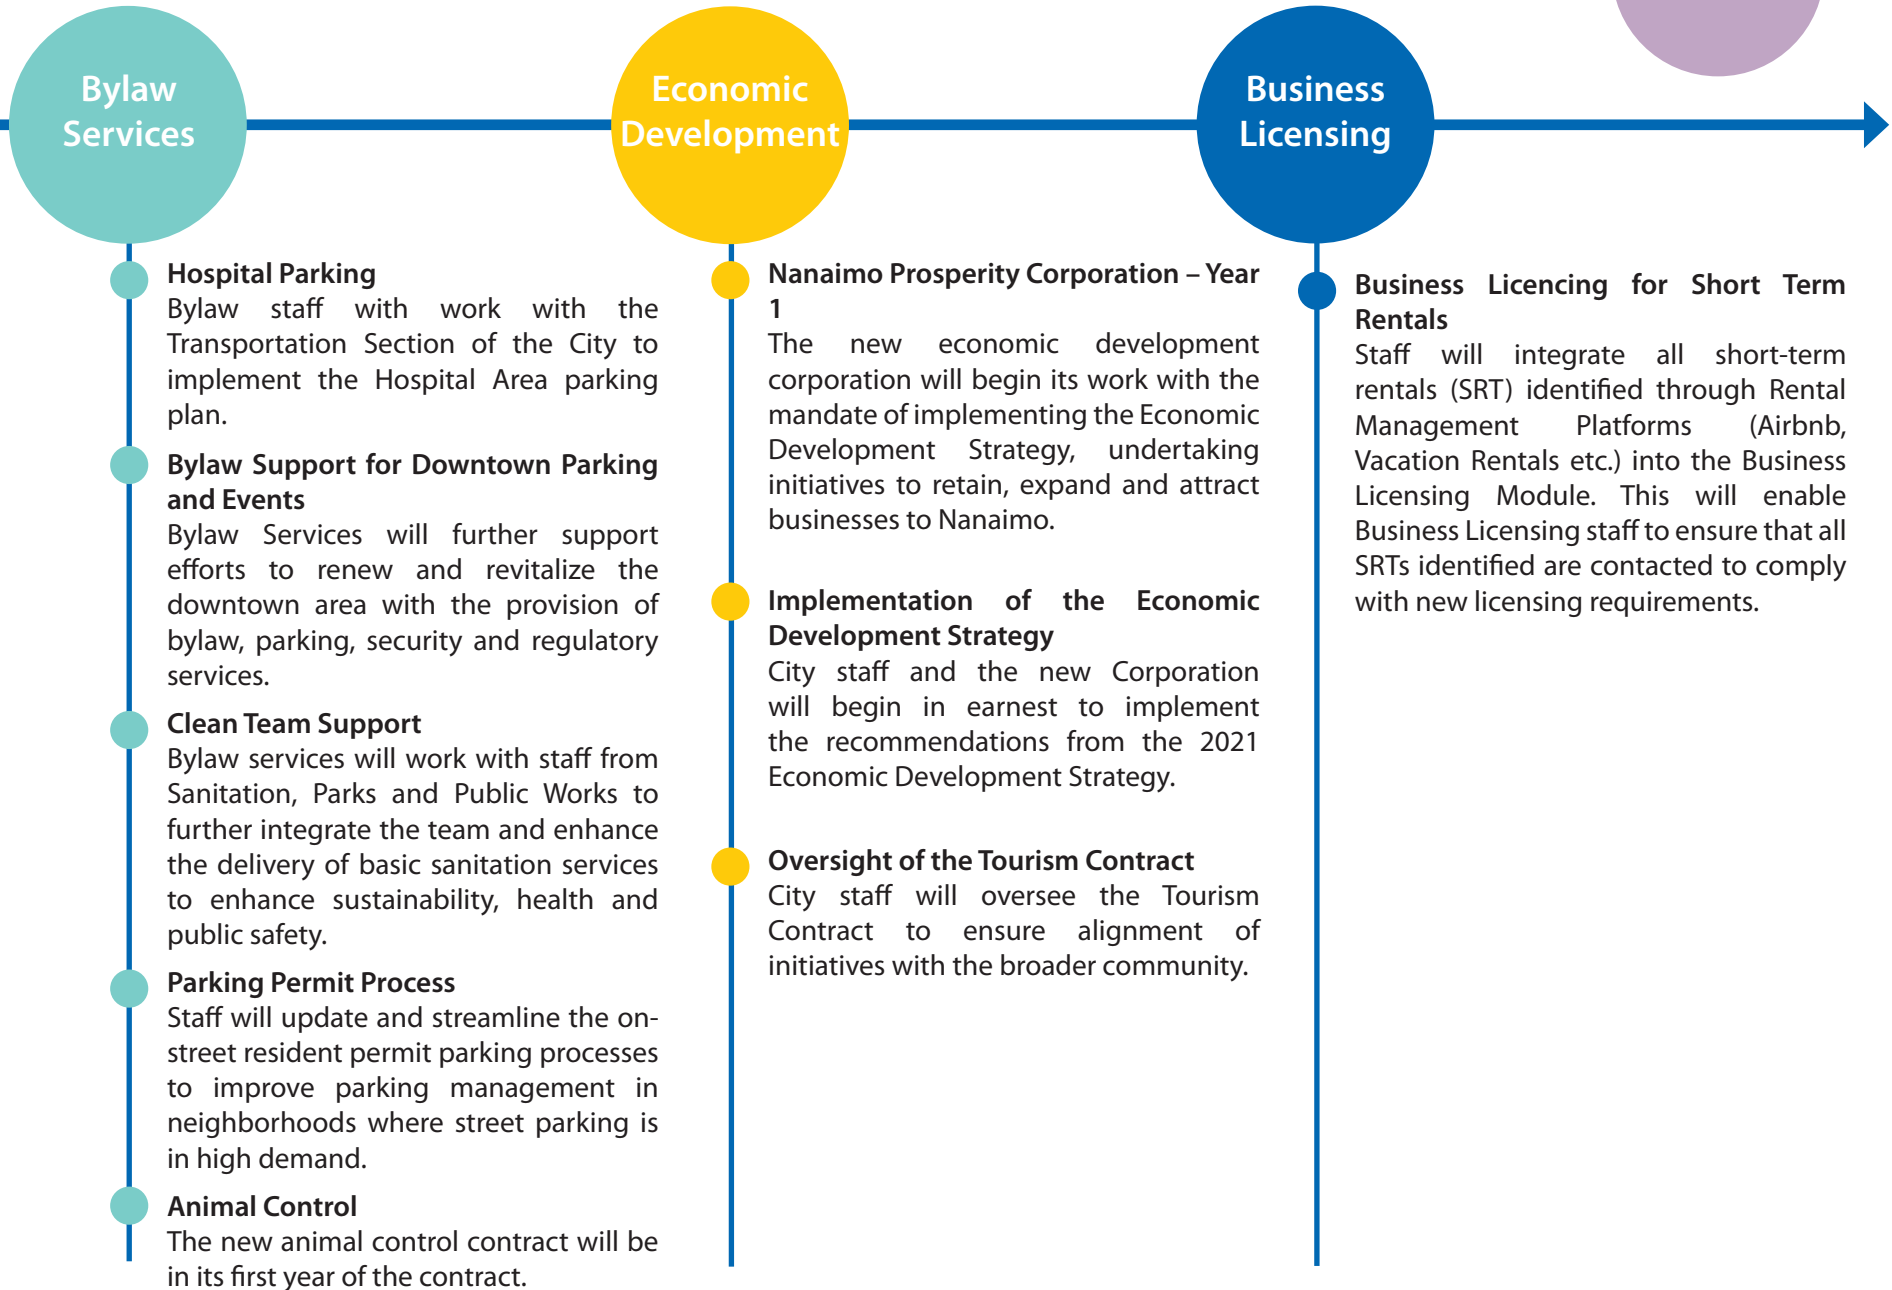 Bylaw
Services
Hospital Parking
Bylaw staff with work with the
Transportation Section of the City to
implement the Hospital Area parking
plan.
Bylaw Support for Downtown Parking
and Events
Bylaw Services will further support
efforts to renew and revitalize the
downtown area with the provision of
bylaw, parking, security and regulatory
services.
Clean Team Support
Bylaw services will work with staff from
Sanitation, Parks and Public Works to
further integrate the team and enhance
the delivery of basic sanitation services
to enhance sustainability, health and
public safety.
Parking Permit Process
Staff will update and streamline the on-
street resident permit parking processes
to improve parking management in
neighborhoods where street parking is
in high demand.
Animal Control
The new animal control contract will be
in its first year of the contract.
Economic
Development
Nanaimo Prosperity Corporation – Year
1
The new economic development
corporation will begin its work with the
mandate of implementing the Economic
Development Strategy, undertaking
initiatives to retain, expand and attract
businesses to Nanaimo.
Implementation of the Economic
Development Strategy
City staff and the new Corporation
will begin in earnest to implement
the recommendations from the 2021
Economic Development Strategy.
Oversight of the Tourism Contract
City staff will oversee the Tourism
Contract to ensure alignment of
initiatives with the broader community.
Business
Licensing
Business Licencing for Short Term
Rentals
Staff will integrate all short-term
rentals (SRT) identified through Rental
Management Platforms (Airbnb,
Vacation Rentals etc.) into the Business
Licensing Module. This will enable
Business Licensing staff to ensure that all
SRTs identified are contacted to comply
with new licensing requirements.